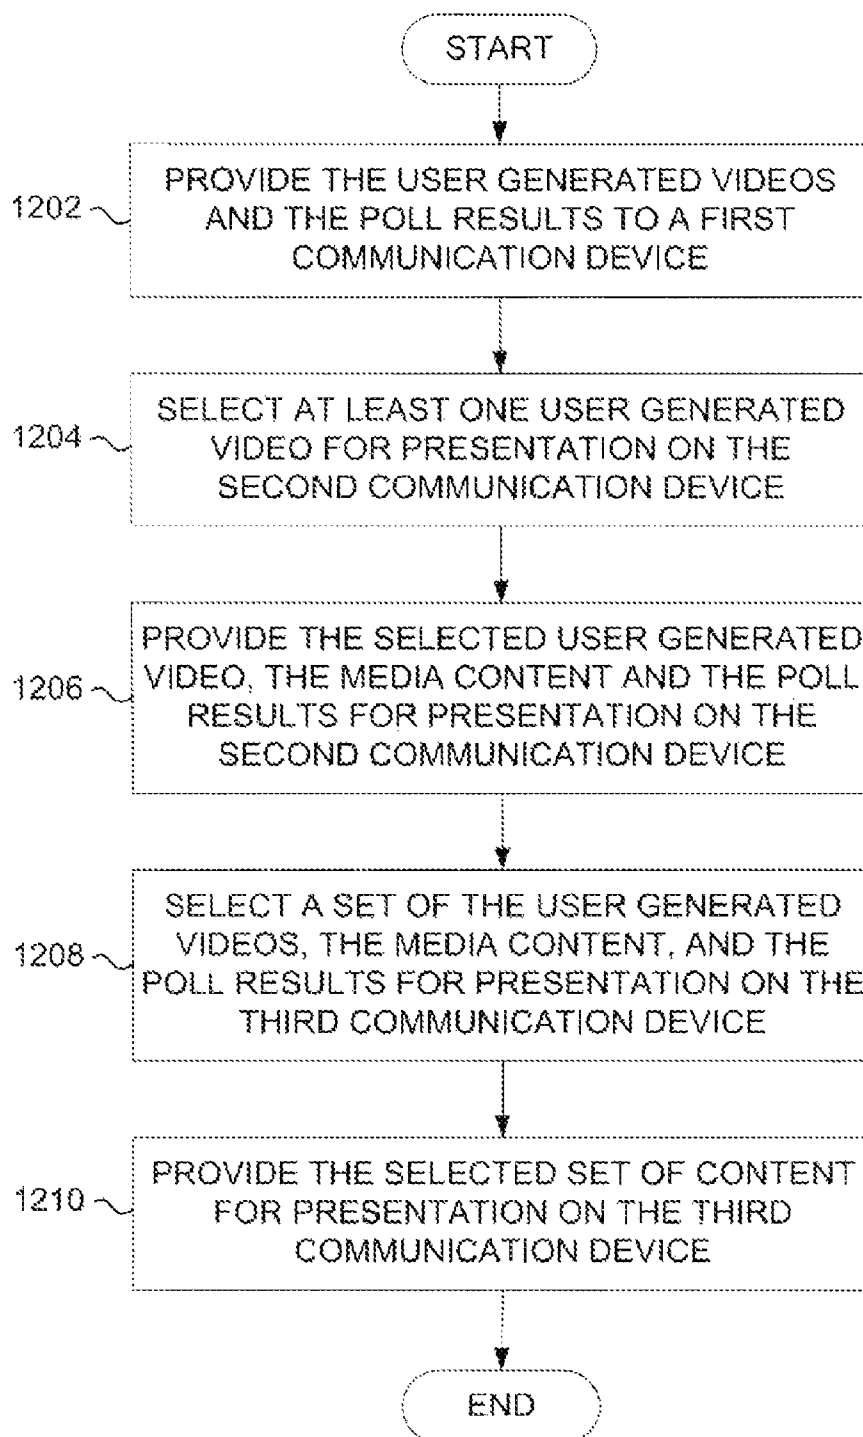 START
1202
PROVIDE THE USER GENERATED VIDEOS
AND THE POLL RESULTS TO A FIRST
COMMUNICATION DEVICE
1204
SELECT AT LEAST ONE USER GENERATED
VIDEO FOR PRESENTATION ON THE
SECOND COMMUNICATION DEVICE
1206
PROVIDE THE SELECTED USER GENERATED
VIDEO, THE MEDIA CONTENT AND THE POLL
RESULTS FOR PRESENTATION ON THE
SECOND COMMUNICATION DEVICE
1208
SELECT A SET OF THE USER GENERATED
VIDEOS, THE MEDIA CONTENT, AND THE
POLL RESULTS FOR PRESENTATION ON THE
THIRD COMMUNICATION DEVICE
1210
PROVIDE THE SELECTED SET OF CONTENT
FOR PRESENTATION ON THE THIRD
COMMUNICATION DEVICE
END